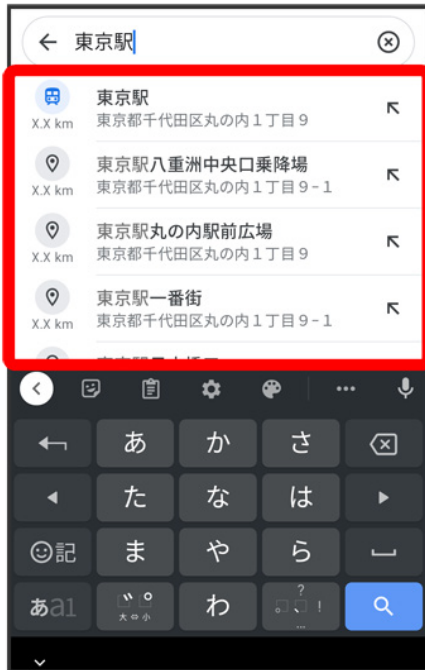 東京駅
東京駅
東京都千代田区丸の内1丁目9
X.X km
東京駅八重洲中央口乗降場
東京都千代田区丸の内1丁目9-1
X.X km
東京駅丸の内駅前広場
東京都千代田区丸の内1丁目9
X.X km
東京駅一番街
東京都千代田区丸の内1丁目9-1
X.X km
あ か さ
た な は
記 ま や ら
あa1 大⇔小 わ 。、?!…